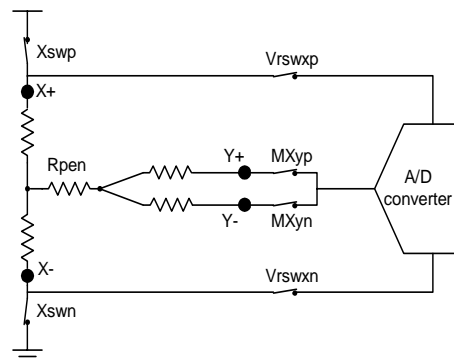 Xswp
Vrswxp
X+
Rpen
Y+
MXyp
A/D
converter
Y-
MXyn
X-
Vrswxn
Xswn